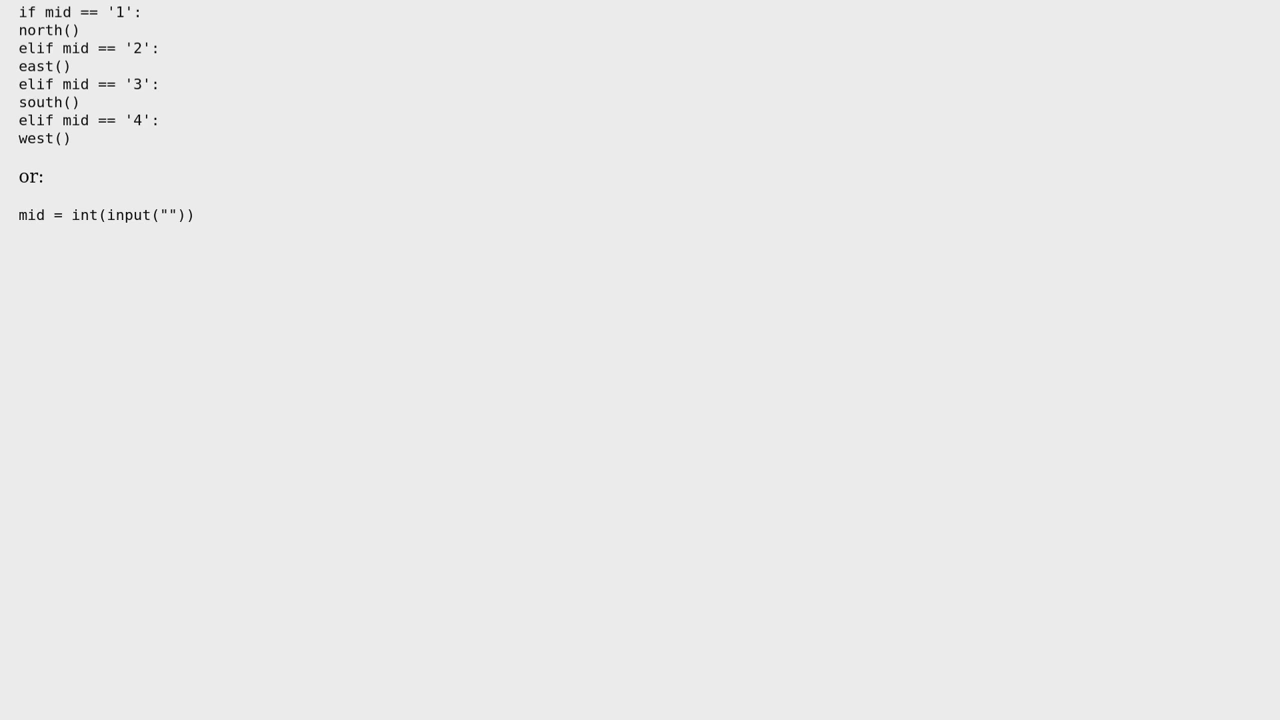 if mid == '1':
north()
elif mid == '2':
east()
elif mid == '3':
south()
elif mid == '4':
west()
or:
mid = int(input(""))